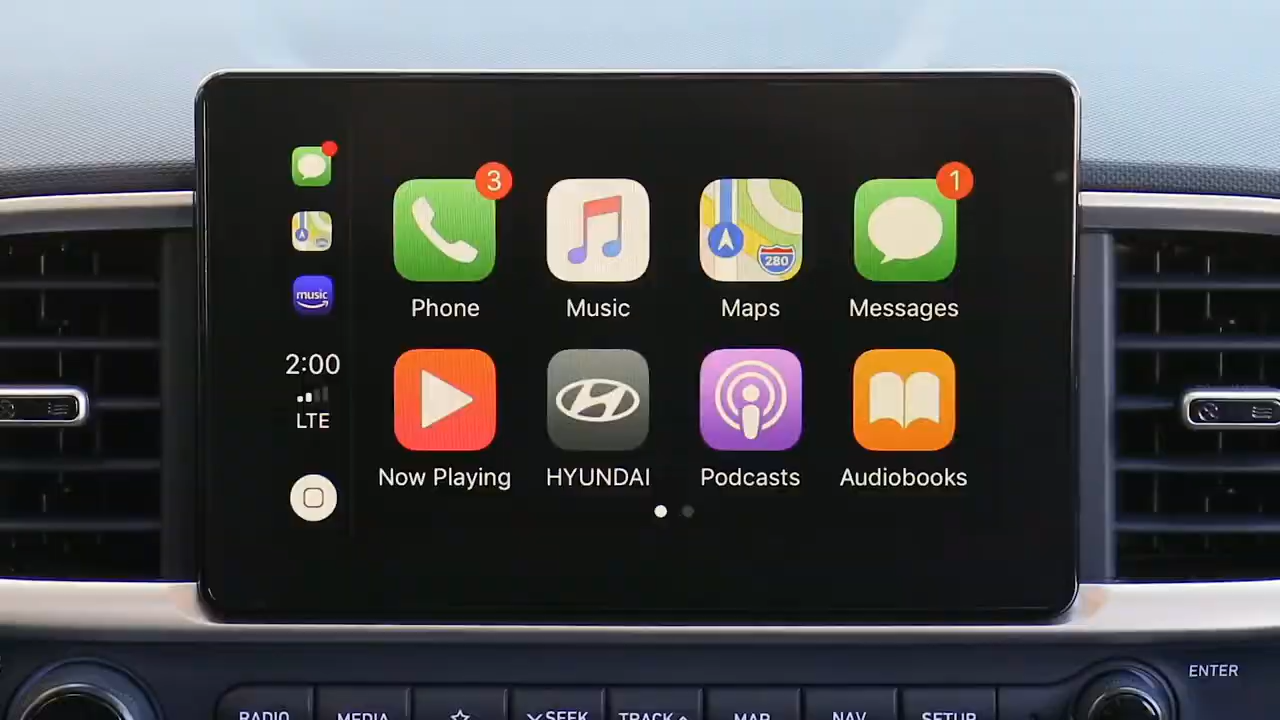 3
1
280
music
Phone
Music
Maps
Messages
2:00
LTE
Now Playing
HYUNDAI
Podcasts
Audiobooks
ENTER
RADIO
MEDIA
SEEK
TRACK
MAP
NAV
SETUP